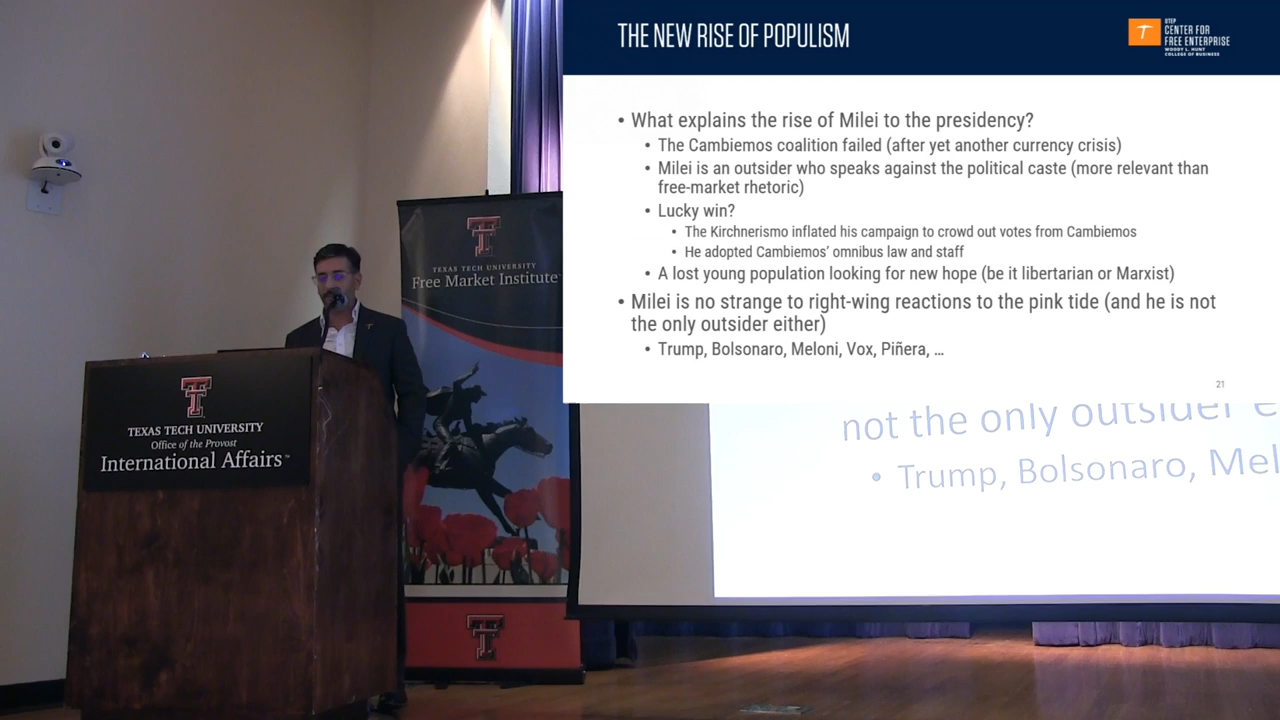 THE NEW RISE OF POPULISM
UTEP
CENTER FOR
FREE ENTERPRISE
WOODY L. HUNT
COLLEGE OF BUSINESS
• What explains the rise of Milei to the presidency?
• The Cambiemos coalition failed (after yet another currency crisis)
• Milei is an outsider who speaks against the political caste (more relevant than
free-market rhetoric)
• Lucky win?
• The Kirchnerismo inflated his campaign to crowd out votes from Cambiemos
• He adopted Cambiemos' omnibus law and staff
• A lost young population looking for new hope (be it libertarian or Marxist)
• Milei is no strange to right-wing reactions to the pink tide (and he is not
the only outsider either)
• Trump, Bolsonaro, Meloni, Vox, Piñera, …
21
not the only outsider e
• Trump, Bolsonaro, Mel
TEXAS TECH UNIVERSITY
Free Market Institute
TEXAS TECH UNIVERSITY
Office of the Provost
International Affairs™